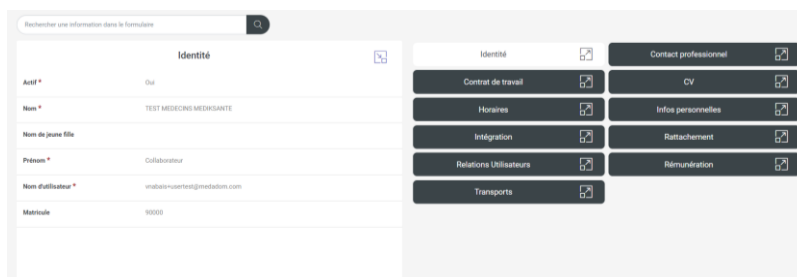 Rechercher une information dans le formulaire
Identité
Actif * Oui
Nom * TEST MEDECINS MEDIKSANTE
Nom de jeune fille
Prénom * Collaborateur
Nom d'utilisateur * vnabais+usertest@medadom.com
Matricule 90000
Identité Contact professionnel
Contrat de travail CV
Horaires Infos personnelles
Intégration Rattachement
Relations Utilisateurs Rémunération
Transports